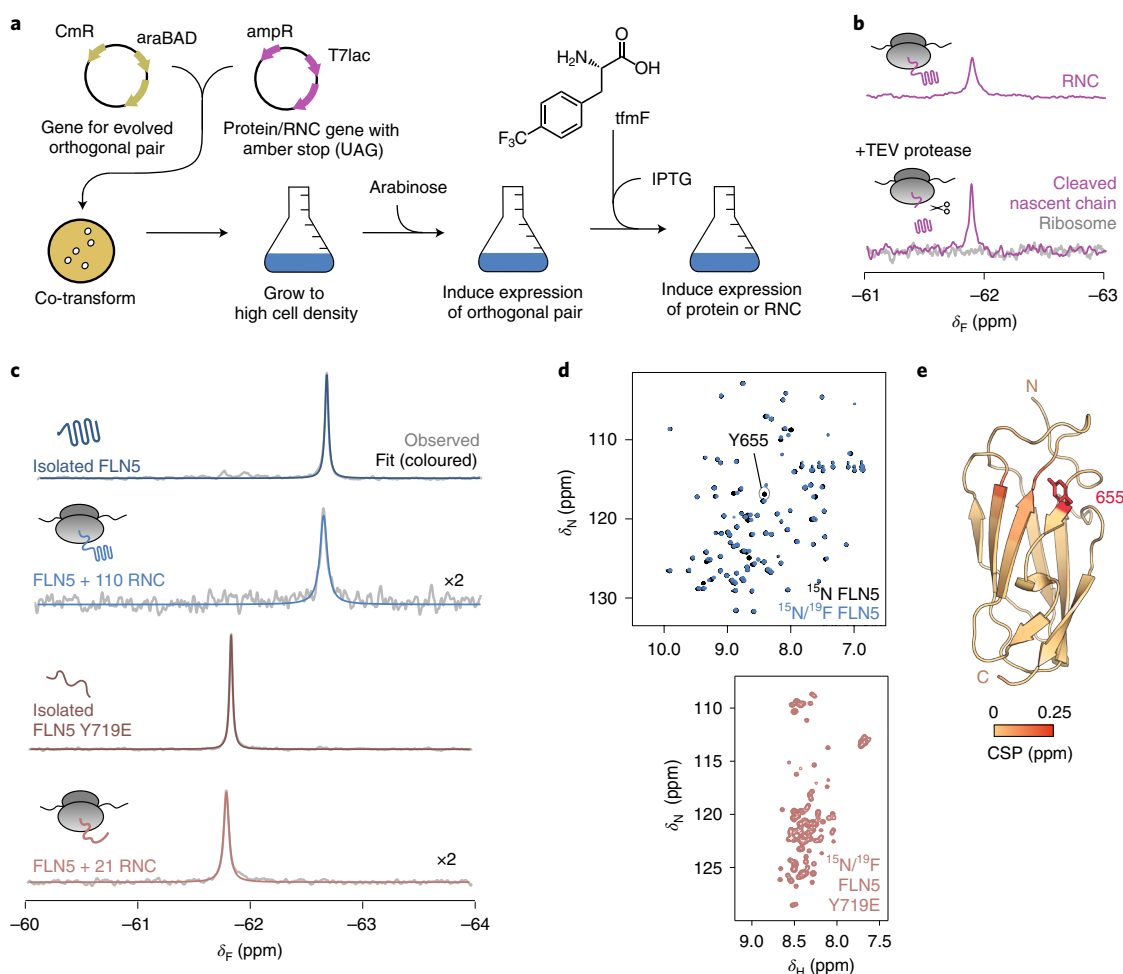 a
CmR
araBAD
ampR
T7lac
Gene for evolved
orthogonal pair
Protein/RNC gene with
amber stop (UAG)
H₂N
O
OH
F₃C
tfmF
IPTG
Arabinose
Co-transform
Grow to
high cell density
Induce expression
of orthogonal pair
Induce expression
of protein or RNC
b
RNC
+TEV protease
Cleaved
nascent chain
Ribosome
–61
–62
–63
δF (ppm)
c
Isolated FLN5
Observed
Fit (coloured)
FLN5 + 110 RNC
×2
Isolated
FLN5 Y719E
FLN5 + 21 RNC
×2
–60
–61
–62
–63
–64
δF (ppm)
d
110
120
130
δN (ppm)
Y655
¹⁵N FLN5
¹⁵N/¹⁹F FLN5
10.0
9.0
8.0
7.0
110
115
120
125
δN (ppm)
¹⁵N/¹⁹F
FLN5
Y719E
9.0
8.5
8.0
7.5
δH (ppm)
e
N
655
C
0
0.25
CSP (ppm)